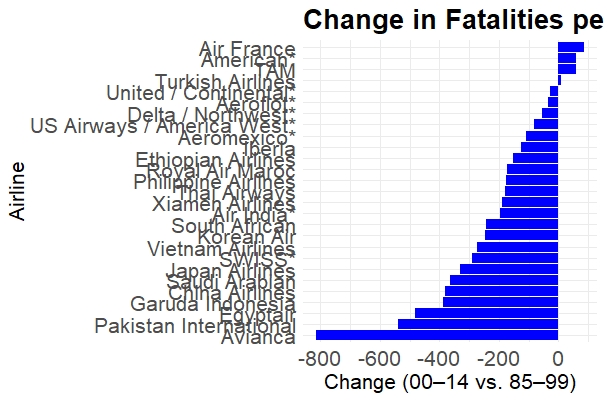 Change in Fatalities pe
Air France
American*
TAM
Turkish Airlines
United / Continental*
Aeroflot*
Delta / Northwest*
US Airways / America West*
Aeromexico*
Iberia
Ethiopian Airlines
Royal Air Maroc
Philippine Airlines
Thai Airways
Xiamen Airlines
Air India*
South African
Korean Air
Vietnam Airlines
SWISS*
Japan Airlines
Saudi Arabian
China Airlines
Garuda Indonesia
Egyptair
Pakistan International
Avianca
Airline
-800 -600 -400 -200 0
Change (00–14 vs. 85–99)